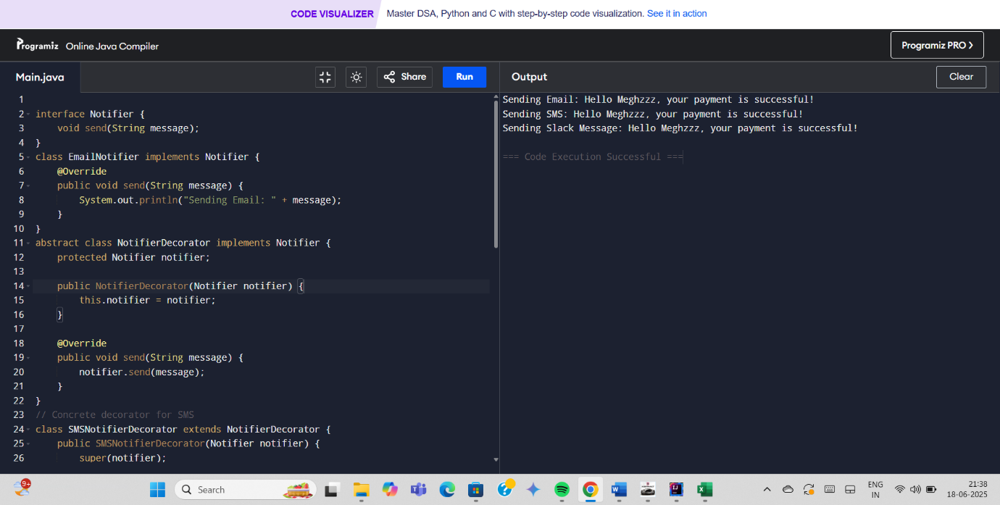 CODE VISUALIZER Master DSA, Python and C with step-by-step code visualization. See it in action
Programiz Online Java Compiler
Programiz PRO >
Main.java
Share
Run
Output
Clear
1
2 interface Notifier {
3     void send(String message);
4 }
5 class EmailNotifier implements Notifier {
6     @Override
7     public void send(String message) {
8         System.out.println("Sending Email: " + message);
9     }
10 }
11 abstract class NotifierDecorator implements Notifier {
12     protected Notifier notifier;
13
14     public NotifierDecorator(Notifier notifier) {
15         this.notifier = notifier;
16     }
17
18     @Override
19     public void send(String message) {
20         notifier.send(message);
21     }
22 }
23 // Concrete decorator for SMS
24 class SMSNotifierDecorator extends NotifierDecorator {
25     public SMSNotifierDecorator(Notifier notifier) {
26         super(notifier);
Sending Email: Hello Meghzzz, your payment is successful!
Sending SMS: Hello Meghzzz, your payment is successful!
Sending Slack Message: Hello Meghzzz, your payment is successful!
=== Code Execution Successful ===
9+
Search
ENG
IN
21:38
18-06-2025